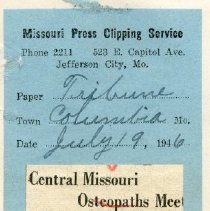 Missouri Press Clipping Service
Phone 2211 523 E. Capitol Ave.
Jefferson City, Mo.
Paper Tribune
Town Columbia Mo.
Date July 19, 1946
Central Missouri
Osteopaths Meet